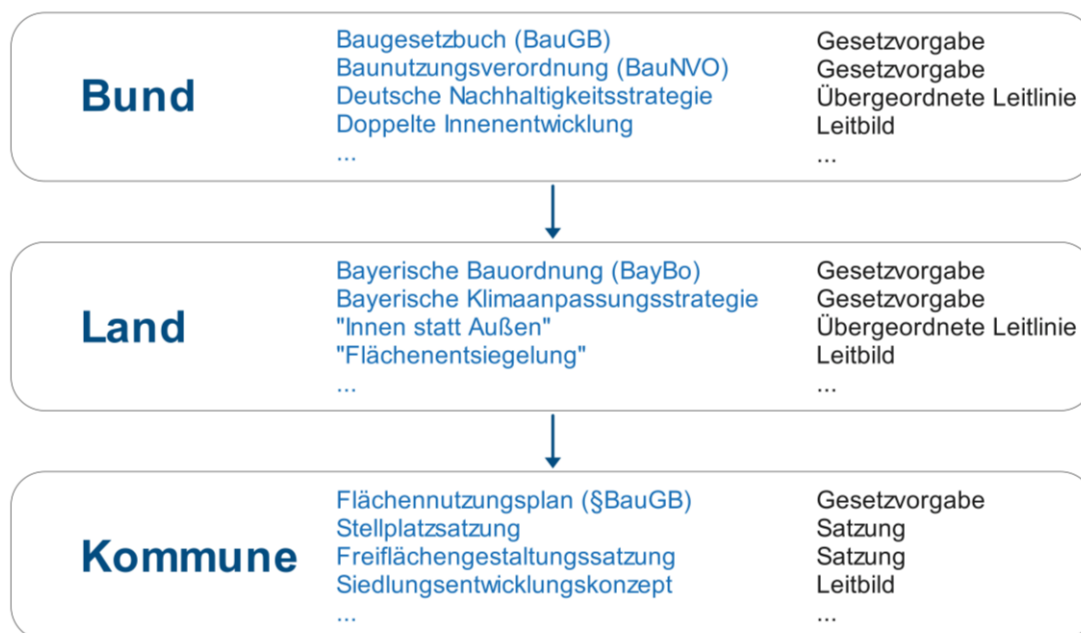 Bund
Baugesetzbuch (BauGB) Gesetzvorgabe
Baunutzungsverordnung (BauNVO) Gesetzvorgabe
Deutsche Nachhaltigkeitsstrategie Übergeordnete Leitlinie
Doppelte Innenentwicklung Leitbild
... ...
Land
Bayerische Bauordnung (BayBo) Gesetzvorgabe
Bayerische Klimaanpassungsstrategie Gesetzvorgabe
"Innen statt Außen" Übergeordnete Leitlinie
"Flächenentsiegelung" Leitbild
... ...
Kommune
Flächennutzungsplan (§BauGB) Gesetzvorgabe
Stellplatzsatzung Satzung
Freiflächengestaltungssatzung Satzung
Siedlungsentwicklungskonzept Leitbild
... ...